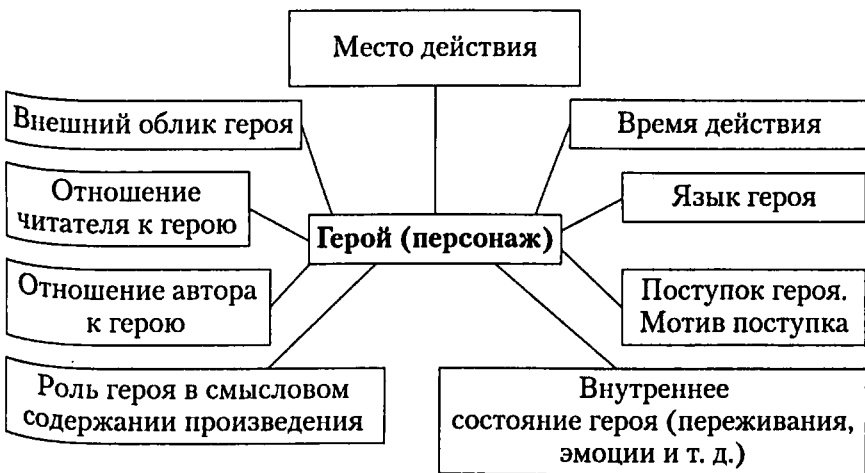 Место действия
Внешний облик героя
Время действия
Отношение
читателя к герою
Язык героя
Герой (персонаж)
Отношение автора
к герою
Поступок героя.
Мотив поступка
Роль героя в смысловом
содержании произведения
Внутреннее
состояние героя (переживания,
эмоции и т. д.)